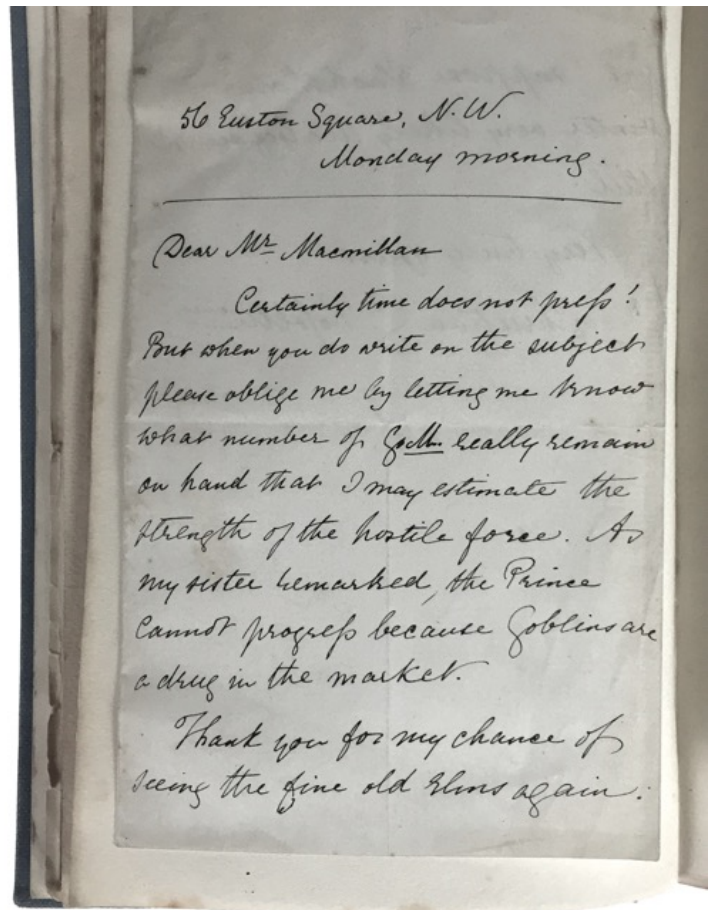 56 Euston Square, N.W.
Monday morning.
Dear Mr Macmillan
Certainly time does not press!
But when you do write on the subject
please oblige me by letting me know
what number of G.M. really remain
on hand that I may estimate the
strength of the hostile force. As
my sister remarked, the Prince
cannot progress because Goblins are
a drug in the market.
Thank you for my chance of
seeing the fine old Elms again.